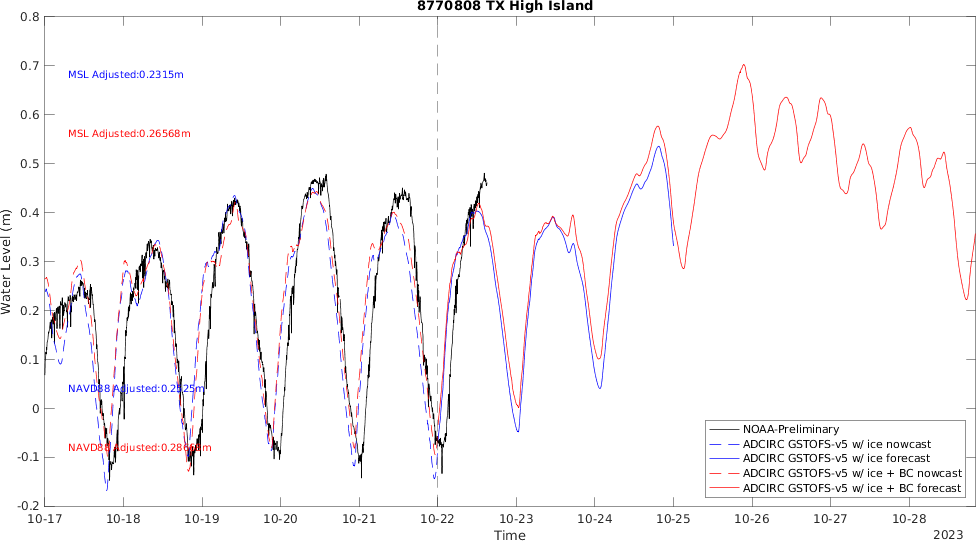 8770808 TX High Island
0.8
0.7
0.6
0.5
0.4
0.3
0.2
0.1
0
-0.1
-0.2
Water Level (m)
MSL Adjusted:0.2315m
MSL Adjusted:0.26568m
NAVD88 Adjusted:
NAVD88 Adjusted:
NOAA-Preliminary
ADCIRC GSTOFS-v5 w/ ice nowcast
ADCIRC GSTOFS-v5 w/ ice forecast
ADCIRC GSTOFS-v5 w/ ice + BC nowcast
ADCIRC GSTOFS-v5 w/ ice + BC forecast
10-17 10-18 10-19 10-20 10-21 10-22 10-23 10-24 10-25 10-26 10-27 10-28
Time
2023